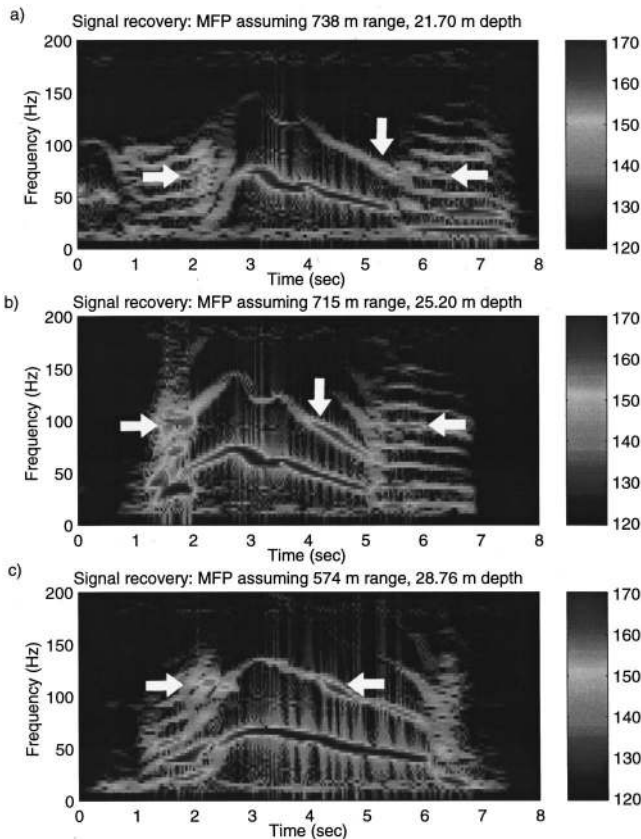 a)
Signal recovery: MFP assuming 738 m range, 21.70 m depth
200
150
100
50
0
Frequency (Hz)
0 1 2 3 4 5 6 7 8
Time (sec)
170
160
150
140
130
120
b)
Signal recovery: MFP assuming 715 m range, 25.20 m depth
200
150
100
50
0
Frequency (Hz)
0 1 2 3 4 5 6 7 8
Time (sec)
170
160
150
140
130
120
c)
Signal recovery: MFP assuming 574 m range, 28.76 m depth
200
150
100
50
0
Frequency (Hz)
0 1 2 3 4 5 6 7 8
Time (sec)
170
160
150
140
130
120